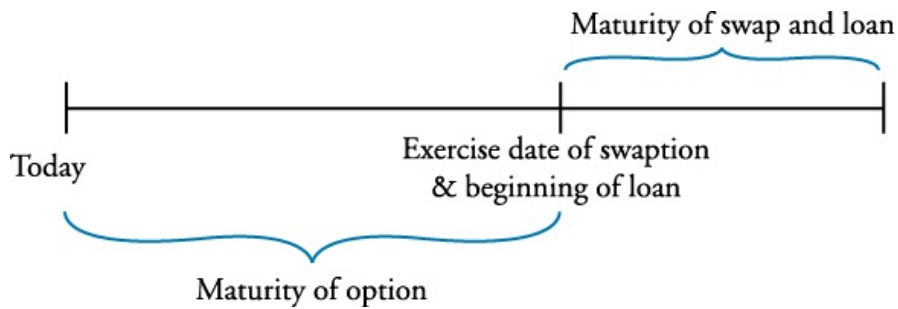 Maturity of swap and loan
Today
Exercise date of swaption
& beginning of loan
Maturity of option